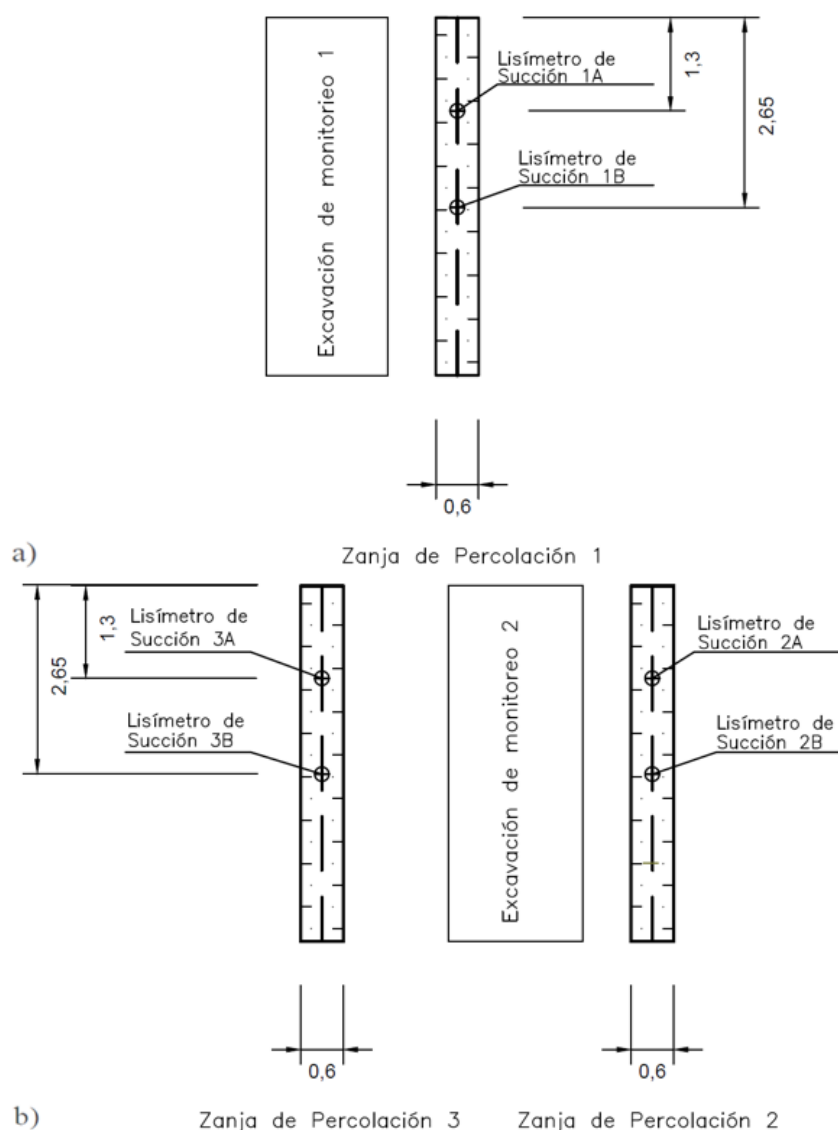 Excavación de monitorieo 1
Lisímetro de
Succión 1A
1,3
2,65
Lisímetro de
Succión 1B
0,6
a)
Zanja de Percolación 1
2,65
1,3
Lisímetro de
Succión 3A
Lisímetro de
Succión 3B
Excavación de monitoreo 2
Lisímetro de
Succión 2A
Lisímetro de
Succión 2B
0,6
0,6
b)
Zanja de Percolación 3
Zanja de Percolación 2